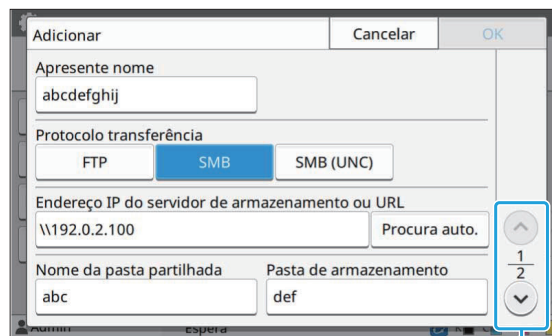 Adicionar Cancelar OK
Apresente nome
abcdefghij
Protocolo transferência
FTP SMB SMB (UNC)
Endereço IP do servidor de armazenamento ou URL
\\192.0.2.100 Procura auto.
1
2
Nome da pasta partilhada Pasta de armazenamento
abc def
Admin Espera